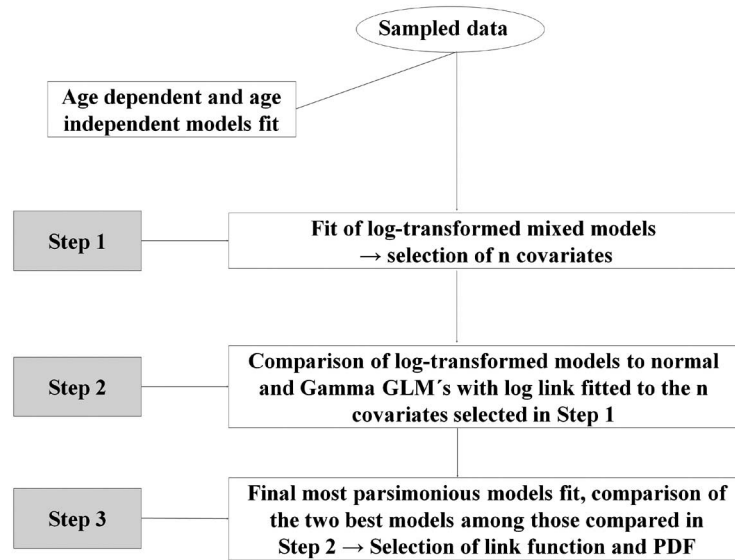 Sampled data
Age dependent and age
independent models fit
Step 1
Fit of log-transformed mixed models
→ selection of n covariates
Step 2
Comparison of log-transformed models to normal
and Gamma GLM´s with log link fitted to the n
covariates selected in Step 1
Step 3
Final most parsimonious models fit, comparison of
the two best models among those compared in
Step 2 → Selection of link function and PDF